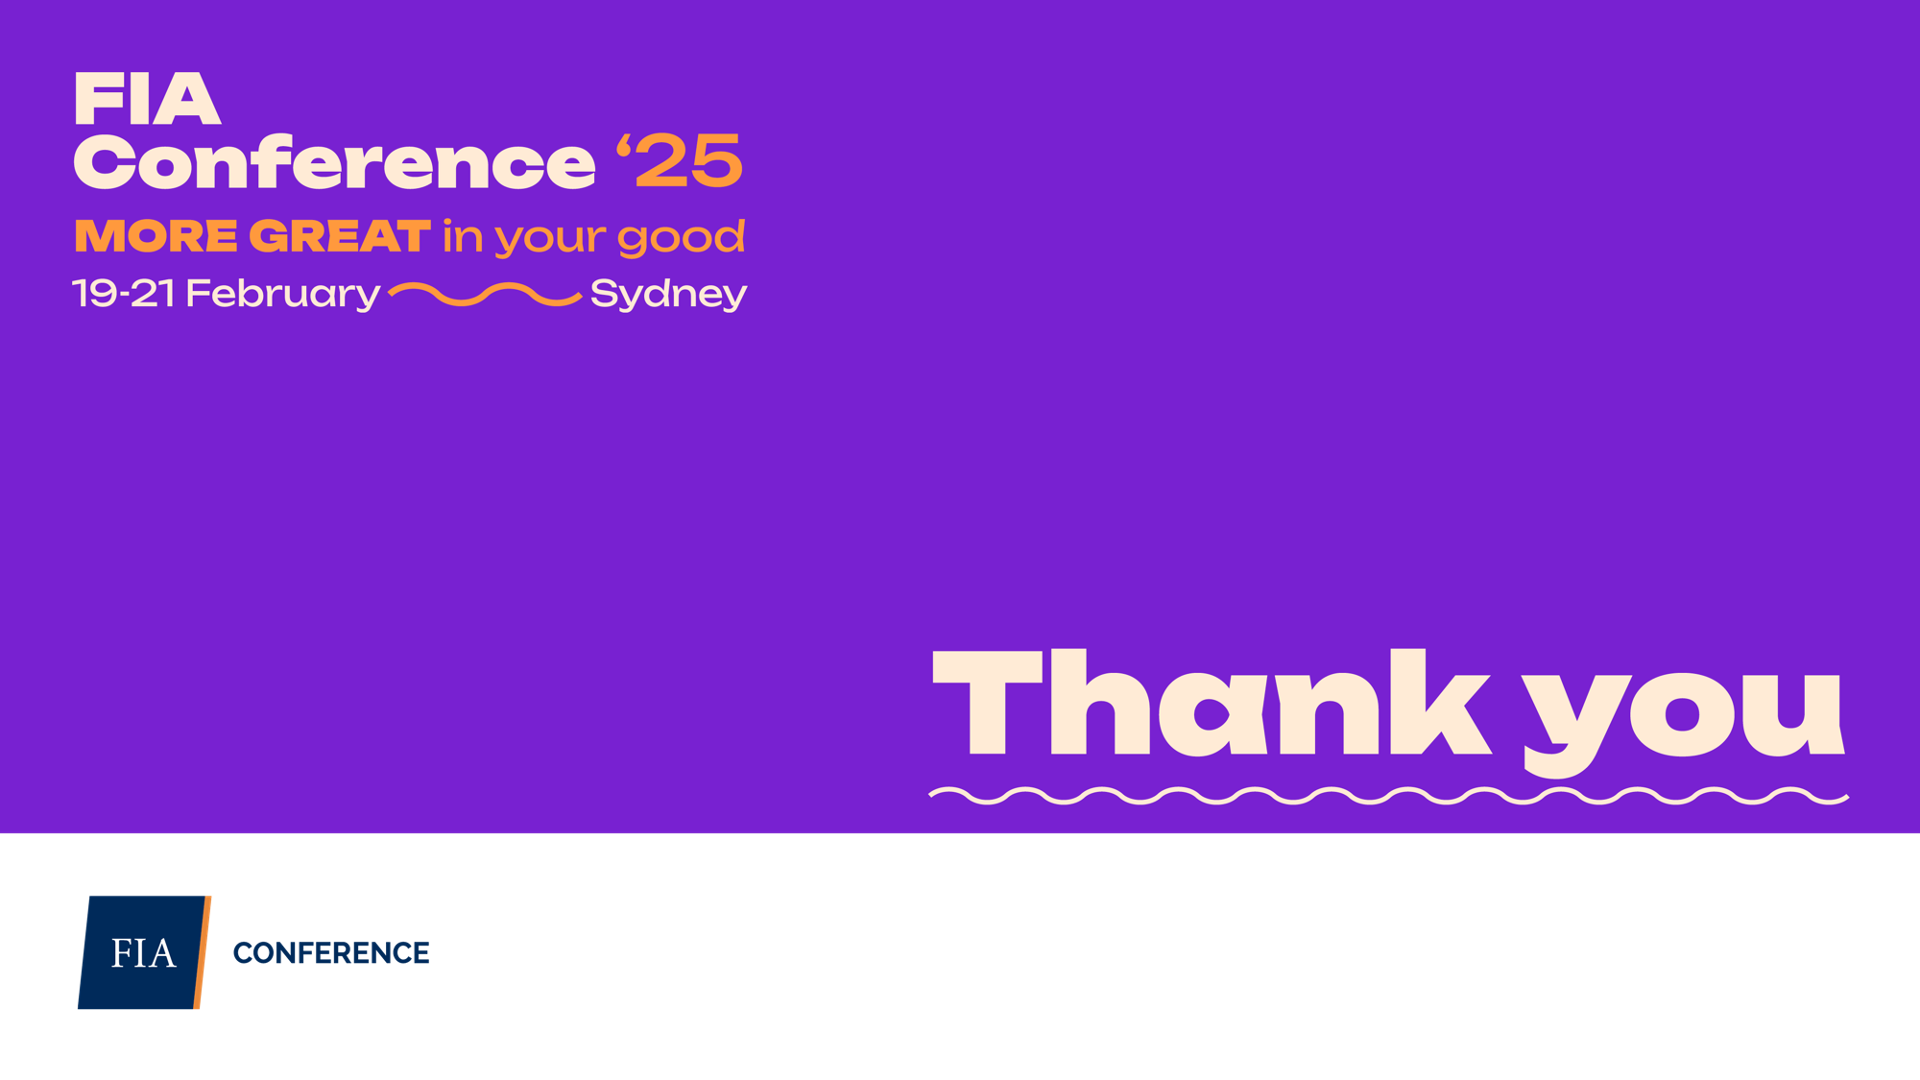 FIA
Conference ‘25
MORE GREAT in your good
19-21 February Sydney
Thank you
FIA CONFERENCE